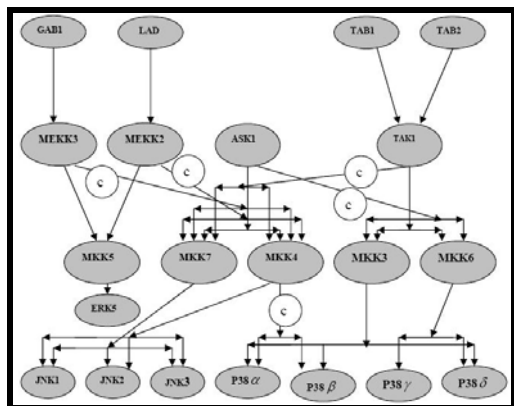 GAB1 LAD TAB1 TAB2
MEKK3 MEKK2 ASK1 TAK1
c c c
MKK5 MKK7 MKK4 MKK3 MKK6
ERK5 c
JNK1 JNK2 JNK3 P38α P38β P38γ P38δ